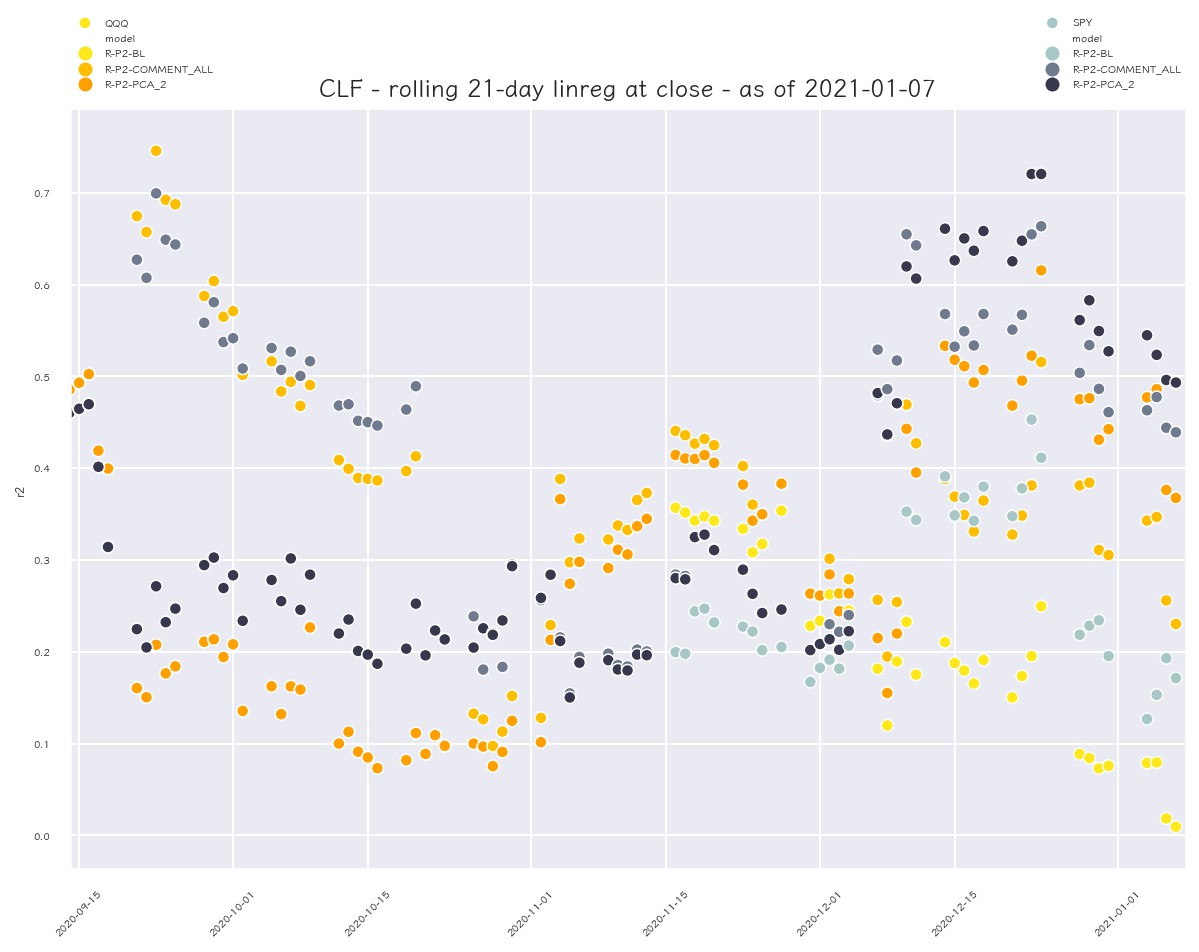 QQQ
model
R-P2-BL
R-P2-COMMENT_ALL
R-P2-PCA_2
SPY
model
R-P2-BL
R-P2-COMMENT_ALL
R-P2-PCA_2
CLF - rolling 21-day linreg at close - as of 2021-01-07
r2
0.7
0.6
0.5
0.4
0.3
0.2
0.1
0.0
2020-09-15
2020-10-01
2020-10-15
2020-11-01
2020-11-15
2020-12-01
2020-12-15
2021-01-01